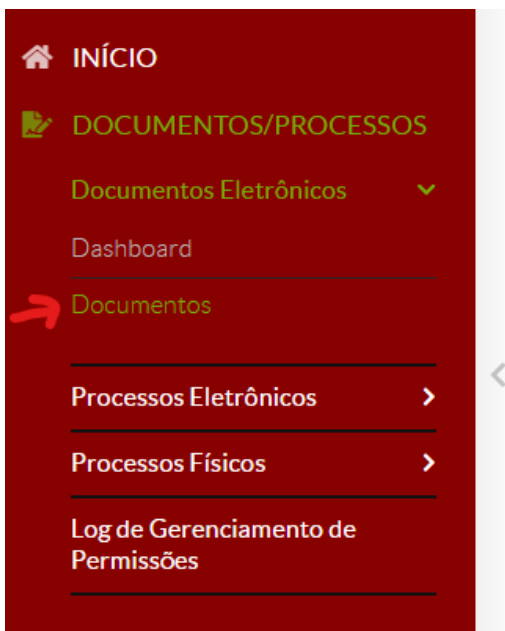 INÍCIO
DOCUMENTOS/PROCESSOS
Documentos Eletrônicos
Dashboard
Documentos
Processos Eletrônicos
Processos Físicos
Log de Gerenciamento de
Permissões